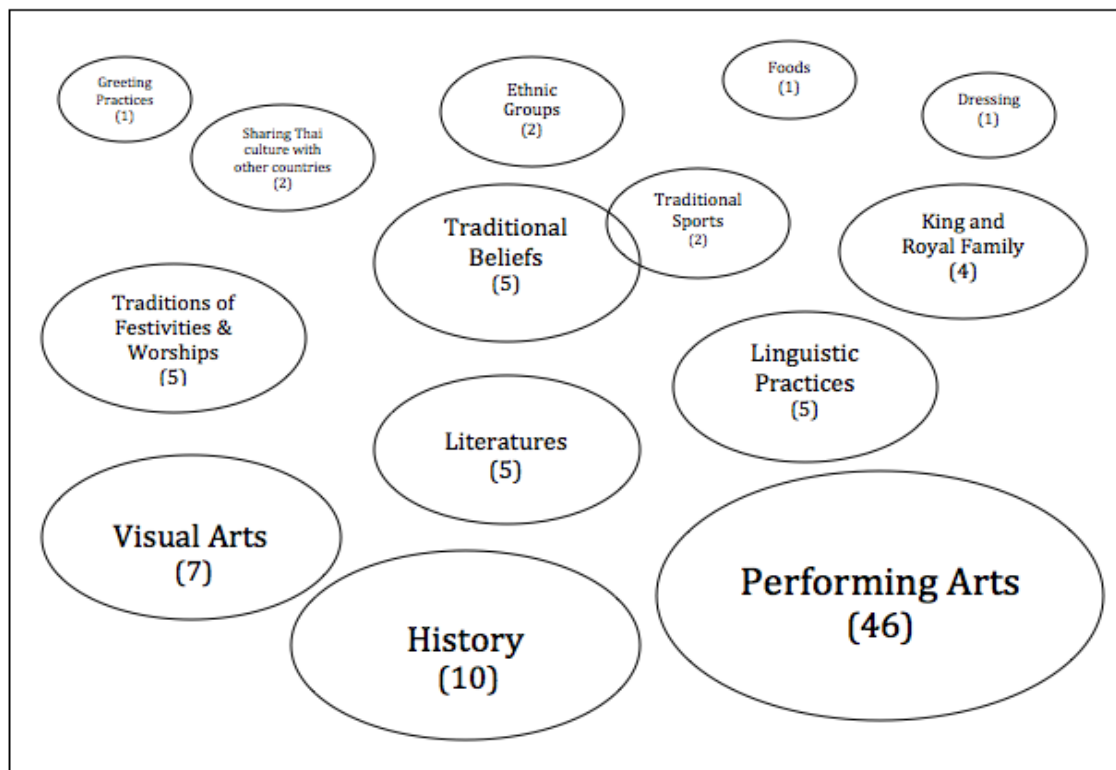 Greeting
Practices
(1)
Sharing Thai
culture with
other countries
(2)
Ethnic
Groups
(2)
Foods
(1)
Dressing
(1)
Traditional
Beliefs
(5)
Traditional
Sports
(2)
King and
Royal Family
(4)
Traditions of
Festivities &
Worships
(5)
Linguistic
Practices
(5)
Literatures
(5)
Visual Arts
(7)
History
(10)
Performing Arts
(46)